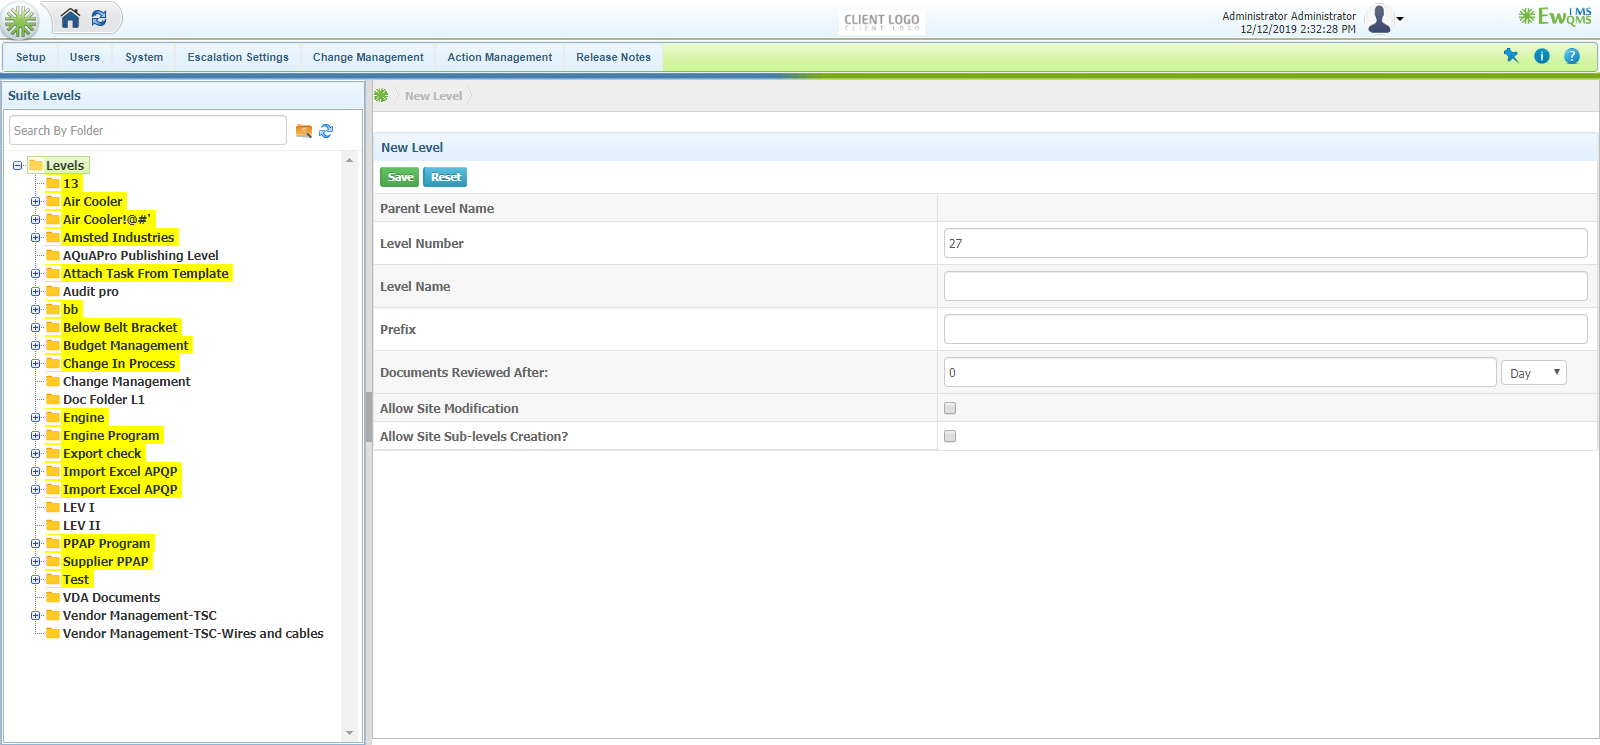 CLIENT LOGO
CLIENT LOGO
Administrator Administrator
12/12/2019 2:32:28 PM
EwQMS
IMS
Setup Users System Escalation Settings Change Management Action Management Release Notes
Suite Levels
Search By Folder
Levels
13
Air Cooler
Air Cooler!@#'
Amsted Industries
AQuAPro Publishing Level
Attach Task From Template
Audit pro
bb
Below Belt Bracket
Budget Management
Change In Process
Change Management
Doc Folder L1
Engine
Engine Program
Export check
Import Excel APQP
Import Excel APQP
LEV I
LEV II
PPAP Program
Supplier PPAP
Test
VDA Documents
Vendor Management-TSC
Vendor Management-TSC-Wires and cables
New Level
New Level
Save Reset
Parent Level Name
Level Number 27
Level Name
Prefix
Documents Reviewed After: 0 Day
Allow Site Modification
Allow Site Sub-levels Creation?